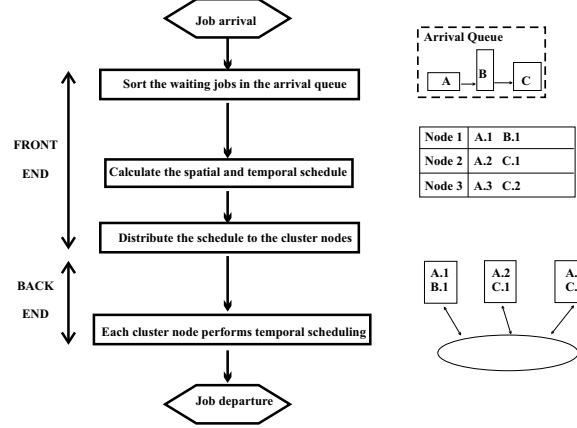 Job arrival
Sort the waiting jobs in the arrival queue
FRONT
END
Calculate the spatial and temporal schedule
Distribute the schedule to the cluster nodes
BACK
END
Each cluster node performs temporal scheduling
Job departure
Arrival Queue
A
B
C
Node 1 A.1 B.1
Node 2 A.2 C.1
Node 3 A.3 C.2
A.1
B.1
A.2
C.1
A.
C.